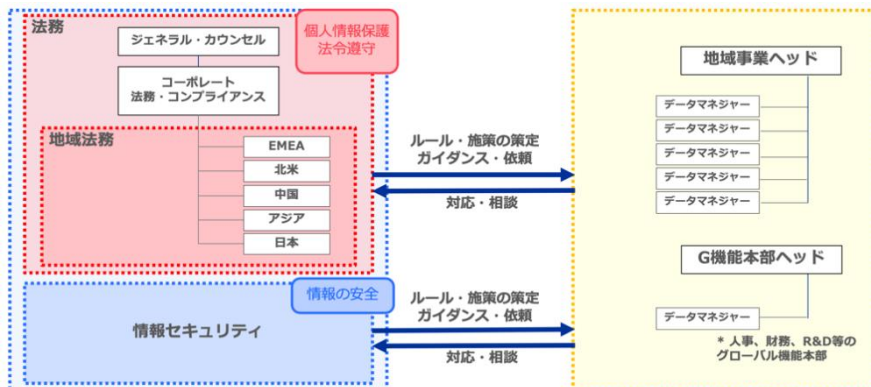 法務
ジェネラル・カウンセル
個人情報保護
法令遵守
コーポレート
法務・コンプライアンス
地域法務
EMEA
北米
中国
アジア
日本
情報の安全
情報セキュリティ
ルール・施策の策定
ガイダンス・依頼
対応・相談
ルール・施策の策定
ガイダンス・依頼
対応・相談
地域事業ヘッド
データマネジャー
データマネジャー
データマネジャー
データマネジャー
データマネジャー
G機能本部ヘッド
データマネジャー
* 人事、財務、R&D等の
グローバル機能本部